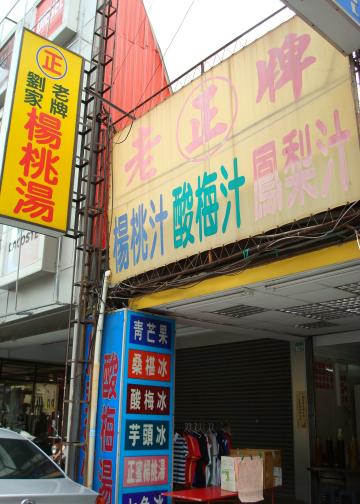 正
老牌
劉家
楊桃湯
老正牌
楊桃汁 酸梅汁 鳳梨汁
青芒果
桑椹冰
酸梅冰
芋頭冰
正當楊桃湯
酸梅湯